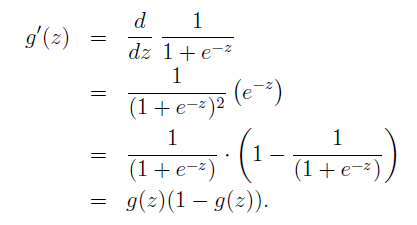 g′(z) = d/dz 1/(1 + e^{−z})
= 1/(1 + e^{−z})² (e^{−z})
= 1/(1 + e^{−z}) · (1 − 1/(1 + e^{−z}))
= g(z)(1 − g(z)).